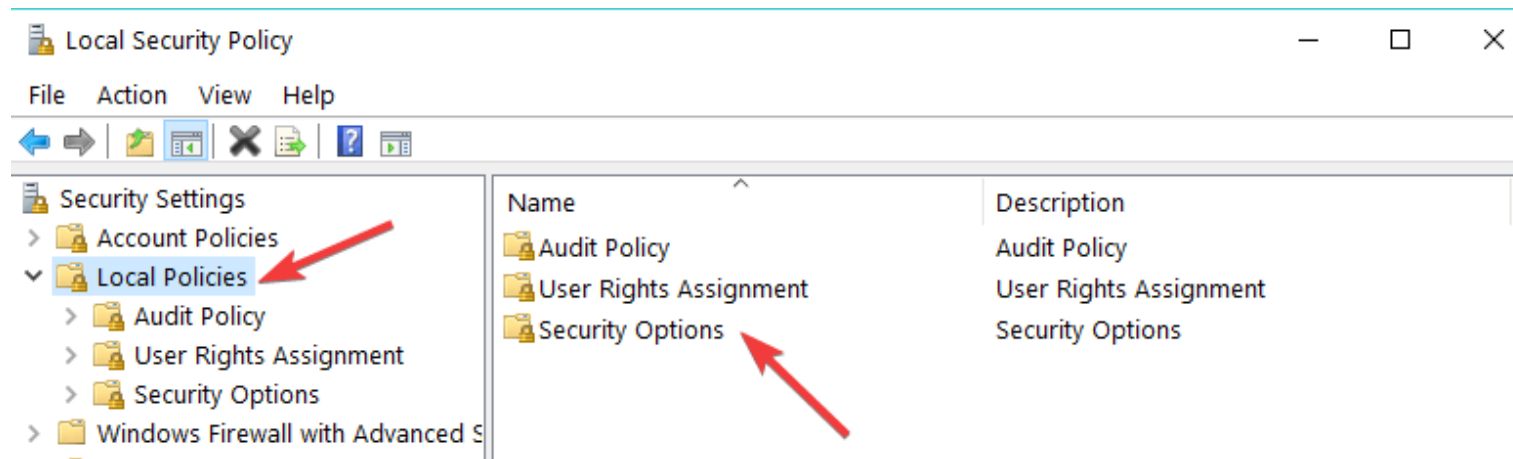 Local Security Policy
File Action View Help
Security Settings
Account Policies
Local Policies
Audit Policy
User Rights Assignment
Security Options
Windows Firewall with Advanced S
Name Description
Audit Policy Audit Policy
User Rights Assignment User Rights Assignment
Security Options Security Options